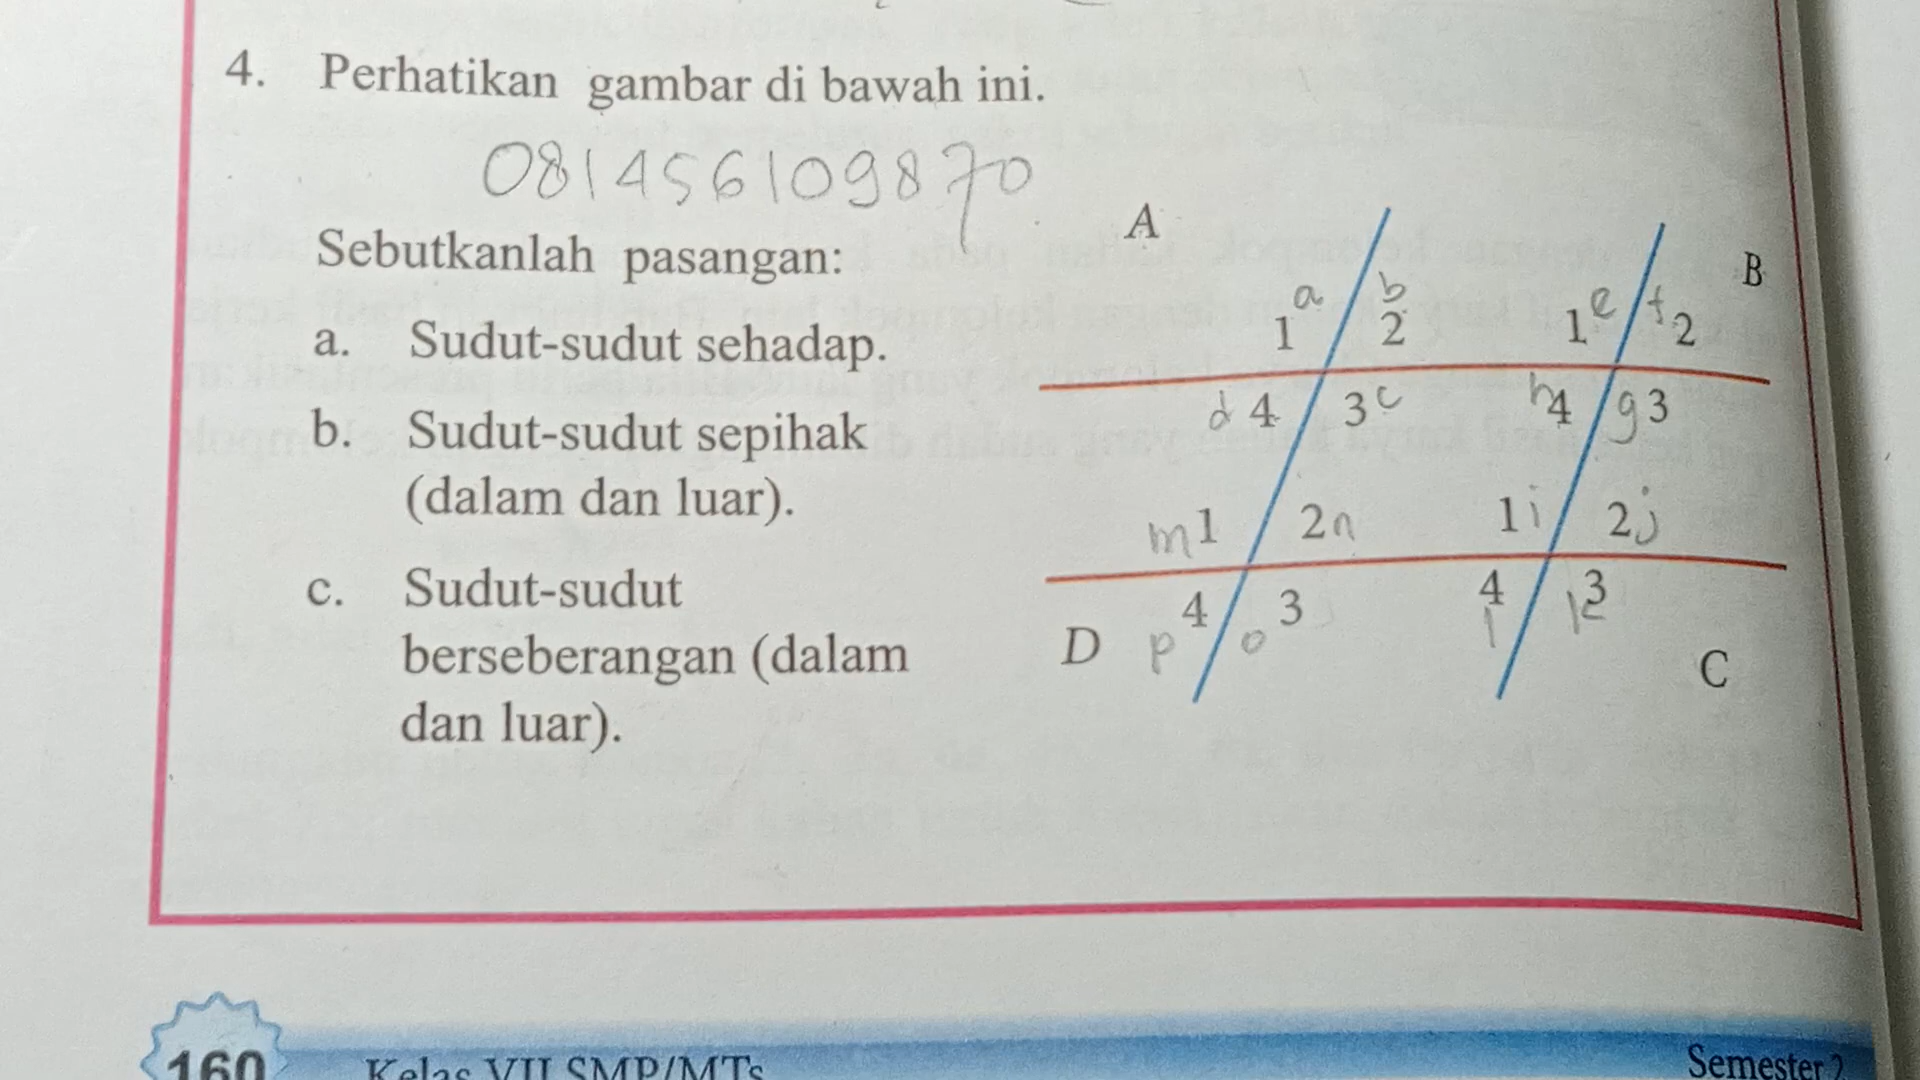 4. Perhatikan gambar di bawah ini.
081456109870
Sebutkanlah pasangan:
a. Sudut-sudut sehadap.
b. Sudut-sudut sepihak
(dalam dan luar).
c. Sudut-sudut
berseberangan (dalam
dan luar).
A
B
a b e f
1 2 1 2
d 4 3 c h 4 g 3
m 1 2 n 1 i 2 j
4 3 4 3
D p o l k
C
160 Kelas VII SMP/MTs Semester 2